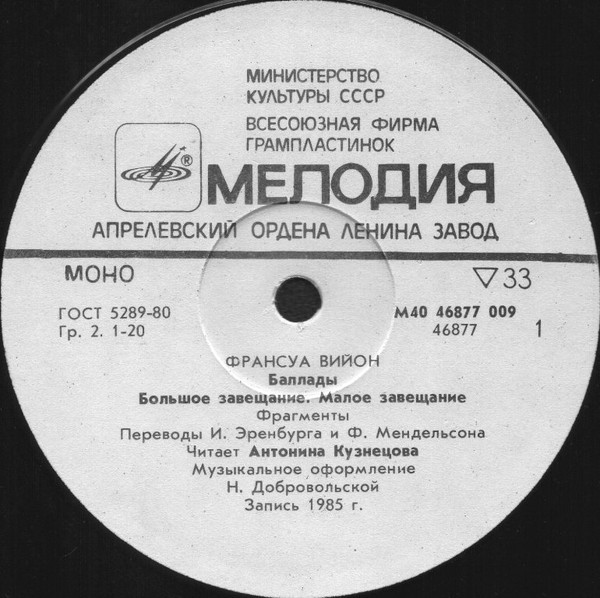 МИНИСТЕРСТВО
КУЛЬТУРЫ СССР
ВСЕСОЮЗНАЯ ФИРМА
ГРАМПЛАСТИНОК
®
МЕЛОДИЯ
АПРЕЛЕВСКИЙ ОРДЕНА ЛЕНИНА ЗАВОД
МОНО ▽33
ГОСТ 5289-80 М40 46877 009
Гр. 2. 1-20 46877 1
ФРАНСУА ВИЙОН
Баллады
Большое завещание. Малое завещание
Фрагменты
Переводы И. Эренбурга и Ф. Мендельсона
Читает Антонина Кузнецова
Музыкальное оформление
Н. Добровольской
Запись 1985 г.